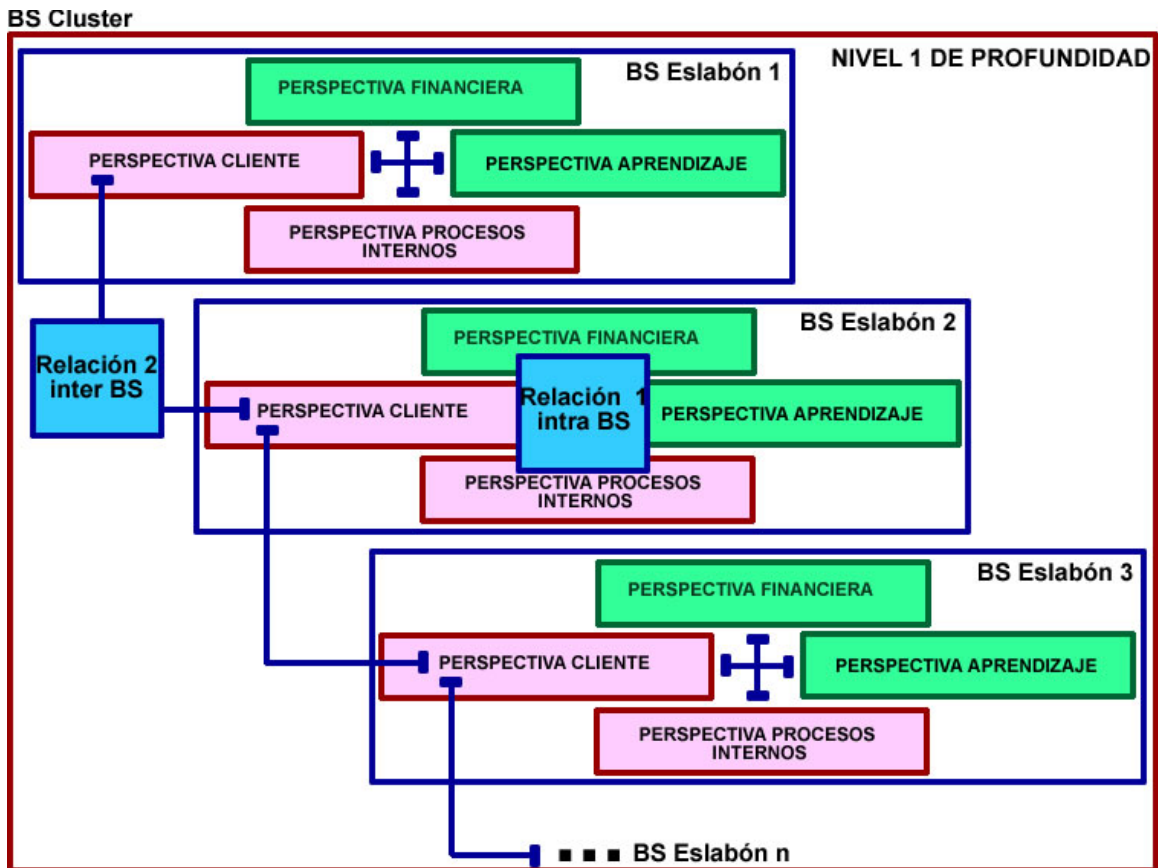 BS Cluster
NIVEL 1 DE PROFUNDIDAD
BS Eslabón 1
PERSPECTIVA FINANCIERA
PERSPECTIVA CLIENTE
PERSPECTIVA APRENDIZAJE
PERSPECTIVA PROCESOS
INTERNOS
Relación 2
inter BS
BS Eslabón 2
PERSPECTIVA FINANCIERA
PERSPECTIVA CLIENTE
Relación 1
intra BS
PERSPECTIVA APRENDIZAJE
PERSPECTIVA PROCESOS
INTERNOS
BS Eslabón 3
PERSPECTIVA FINANCIERA
PERSPECTIVA CLIENTE
PERSPECTIVA APRENDIZAJE
PERSPECTIVA PROCESOS
INTERNOS
BS Eslabón n